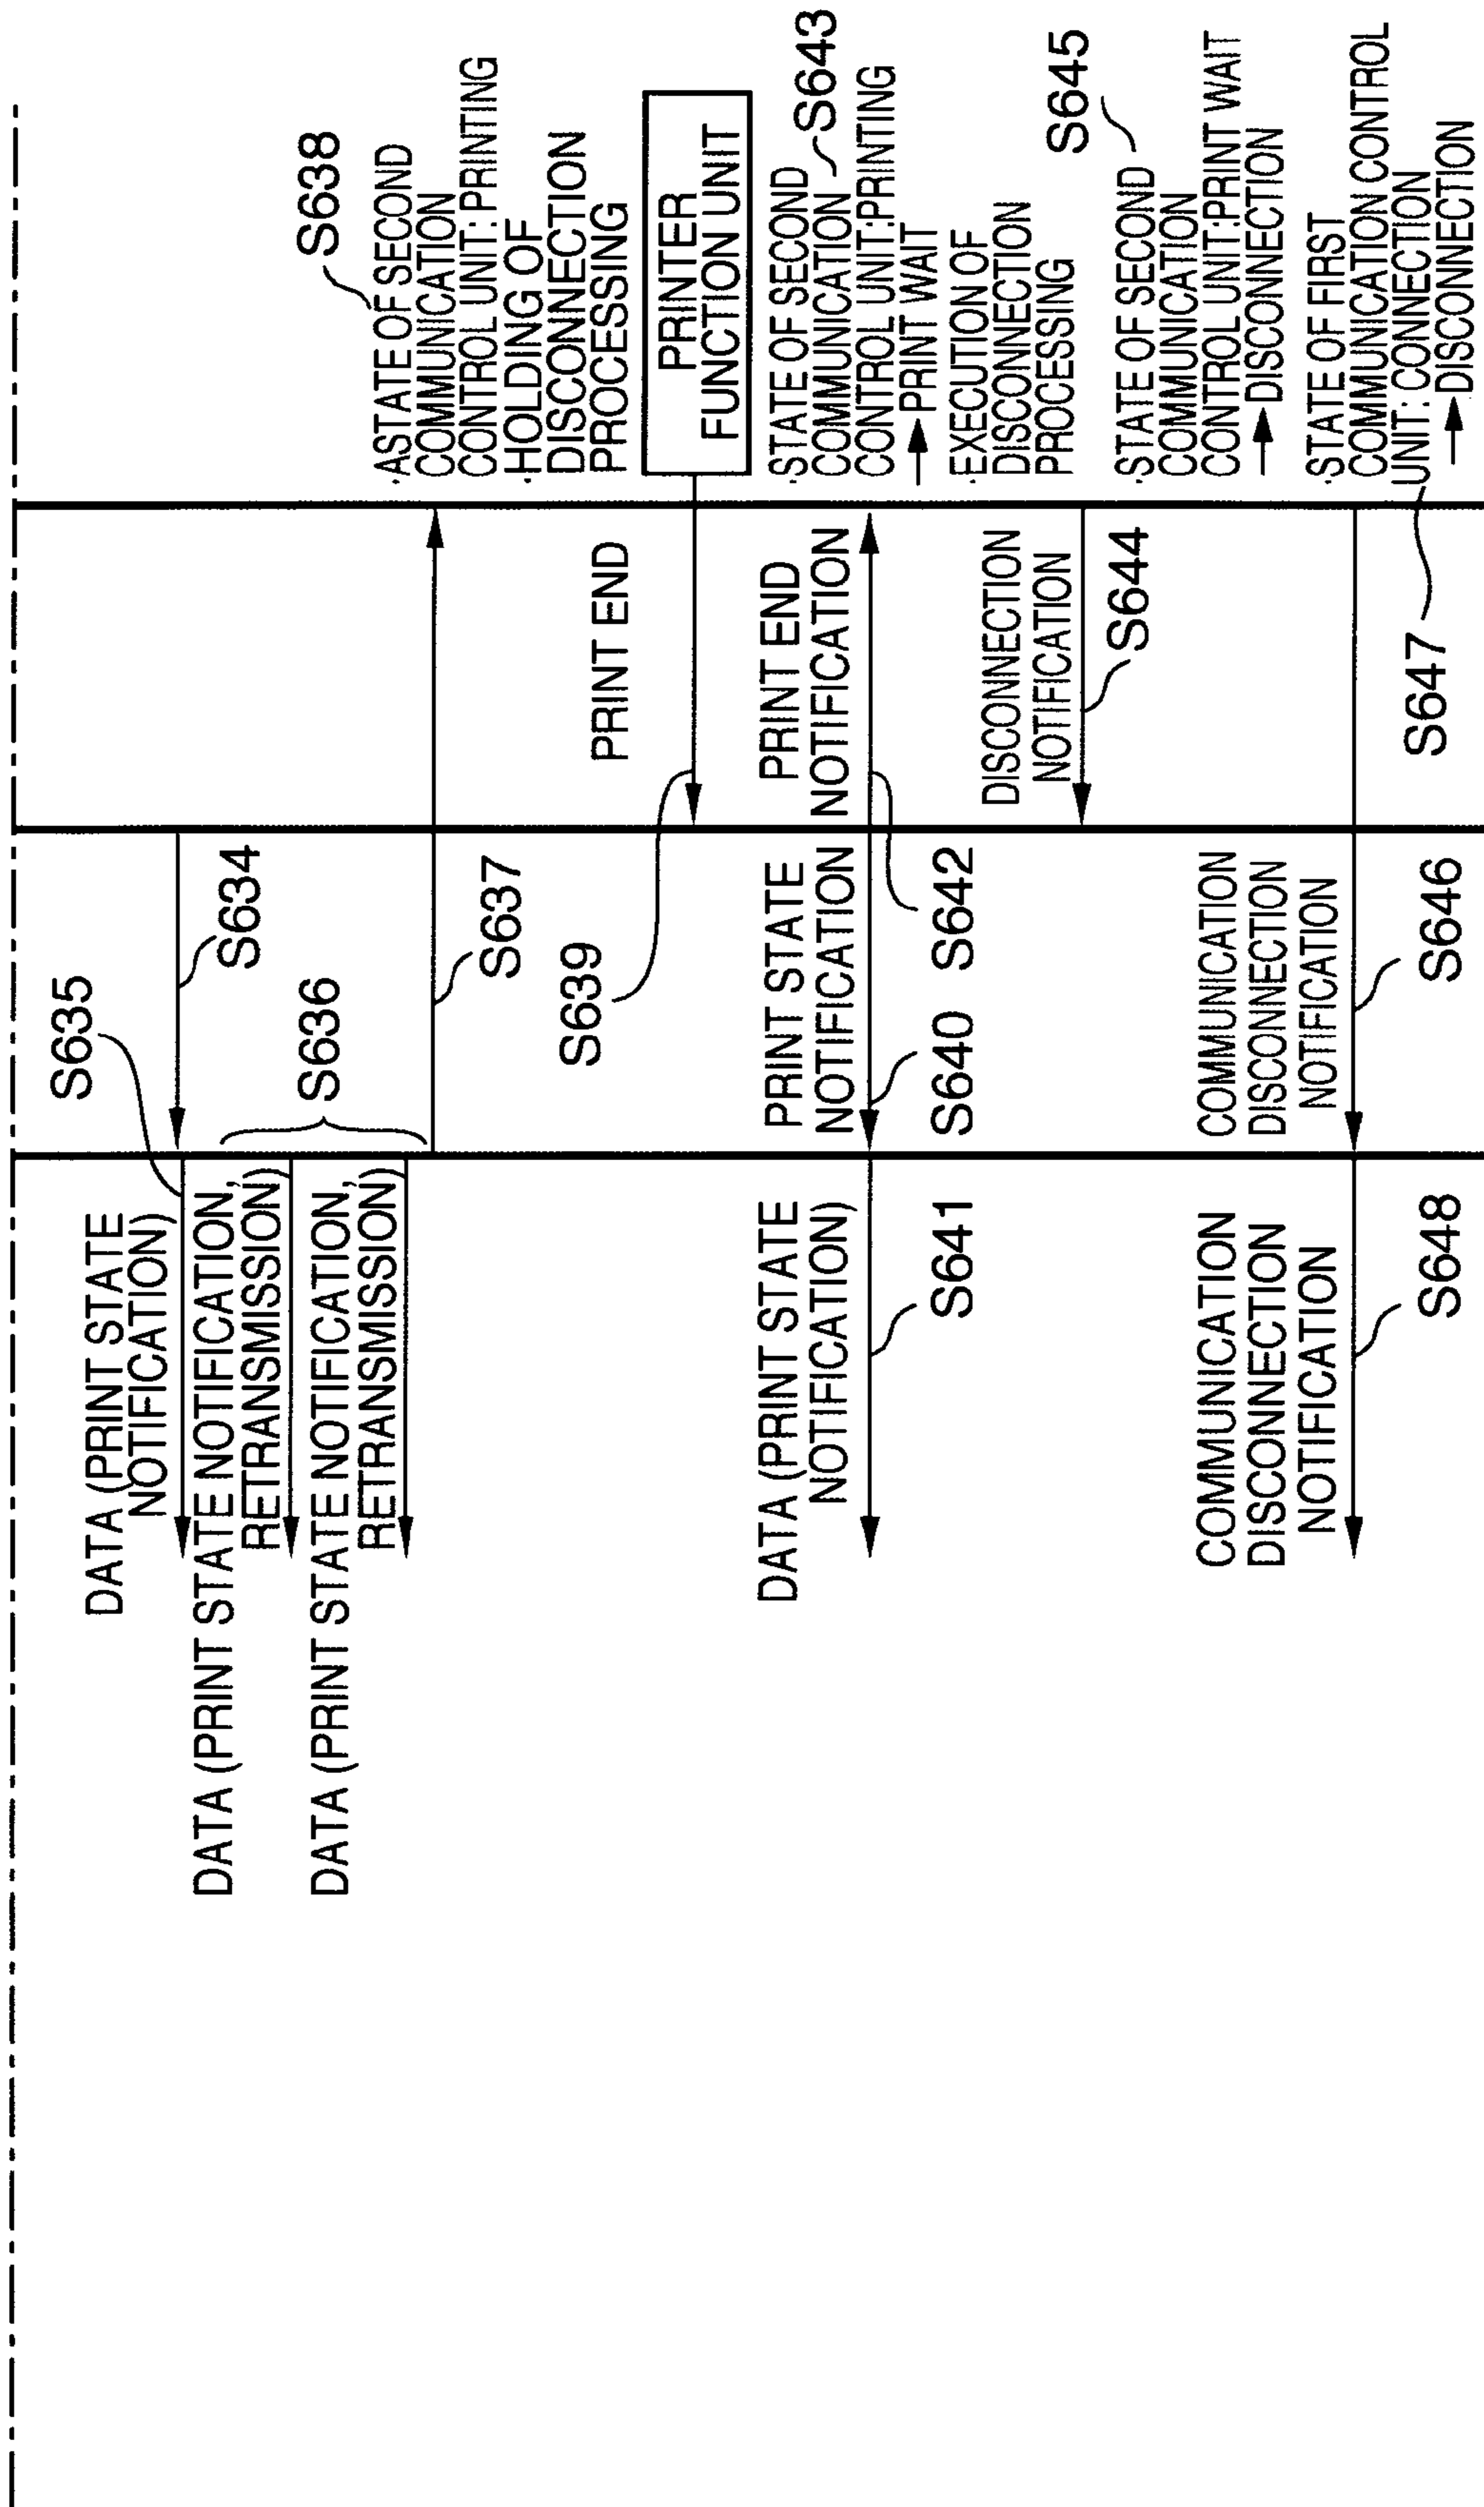 S635
DATA (PRINT STATE
NOTIFICATION)
S634
DATA (PRINT STATE NOTIFICATION,
RETRANSMISSION)
DATA (PRINT STATE NOTIFICATION,
RETRANSMISSION)
S636
S637
S638
·ASTATE OF SECOND
COMMUNICATION
CONTROL UNIT: PRINTING
·HOLDING OF
DISCONNECTION
PROCESSING
S639
PRINT END
PRINTER
FUNCTION UNIT
DATA (PRINT STATE
NOTIFICATION)
S641
PRINT STATE
NOTIFICATION
S640
S642
PRINT END
NOTIFICATION
·STATE OF SECOND
COMMUNICATION
CONTROL UNIT:PRINTING
PRINT WAIT
S643
·EXECUTION OF
DISCONNECTION
PROCESSING
DISCONNECTION
NOTIFICATION
S644
S645
·STATE OF SECOND
COMMUNICATION
CONTROL UNIT:PRINT WAIT
DISCONNECTION
COMMUNICATION
DISCONNECTION
NOTIFICATION
S648
COMMUNICATION
DISCONNECTION
NOTIFICATION
S646
·STATE OF FIRST
COMMUNICATION CONTROL
UNIT: CONNECTION
DISCONNECTION
S647